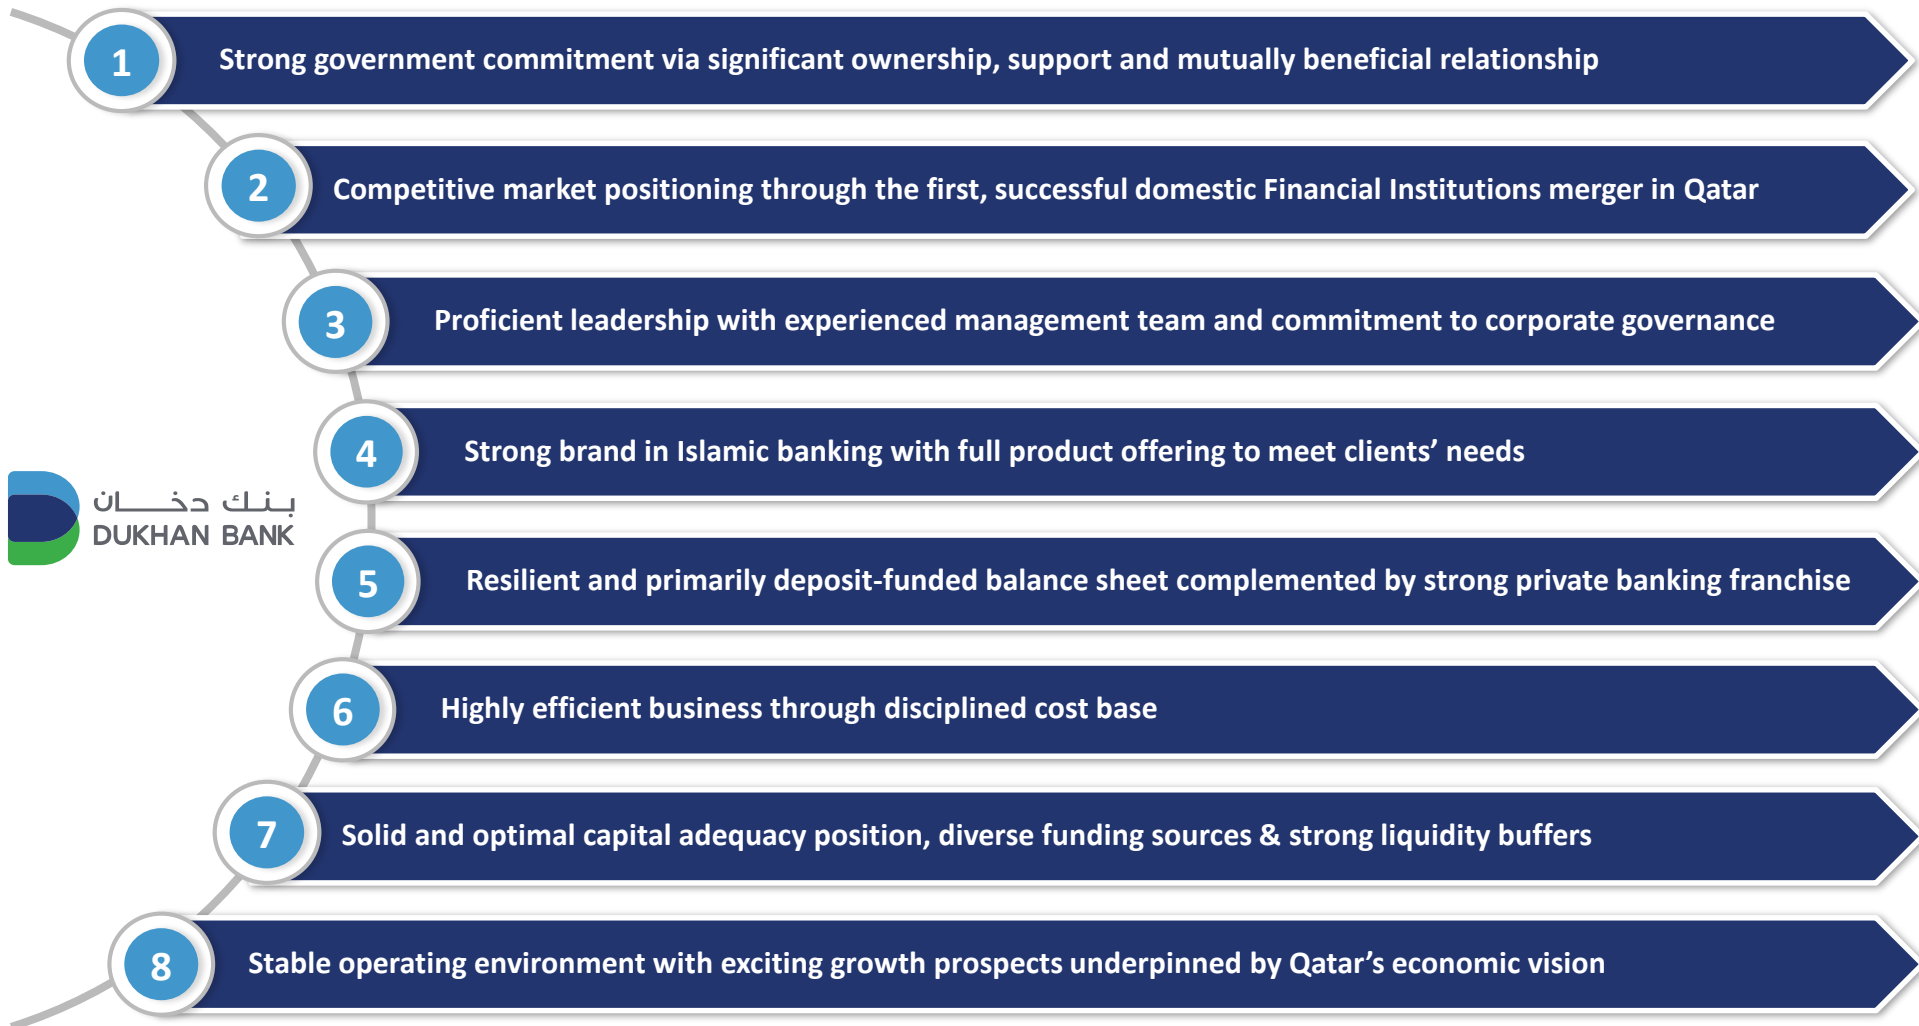 1
Strong government commitment via significant ownership, support and mutually beneficial relationship
2
Competitive market positioning through the first, successful domestic Financial Institutions merger in Qatar
3
Proficient leadership with experienced management team and commitment to corporate governance
4
Strong brand in Islamic banking with full product offering to meet clients’ needs
بنك دخان
DUKHAN BANK
5
Resilient and primarily deposit-funded balance sheet complemented by strong private banking franchise
6
Highly efficient business through disciplined cost base
7
Solid and optimal capital adequacy position, diverse funding sources & strong liquidity buffers
8
Stable operating environment with exciting growth prospects underpinned by Qatar’s economic vision